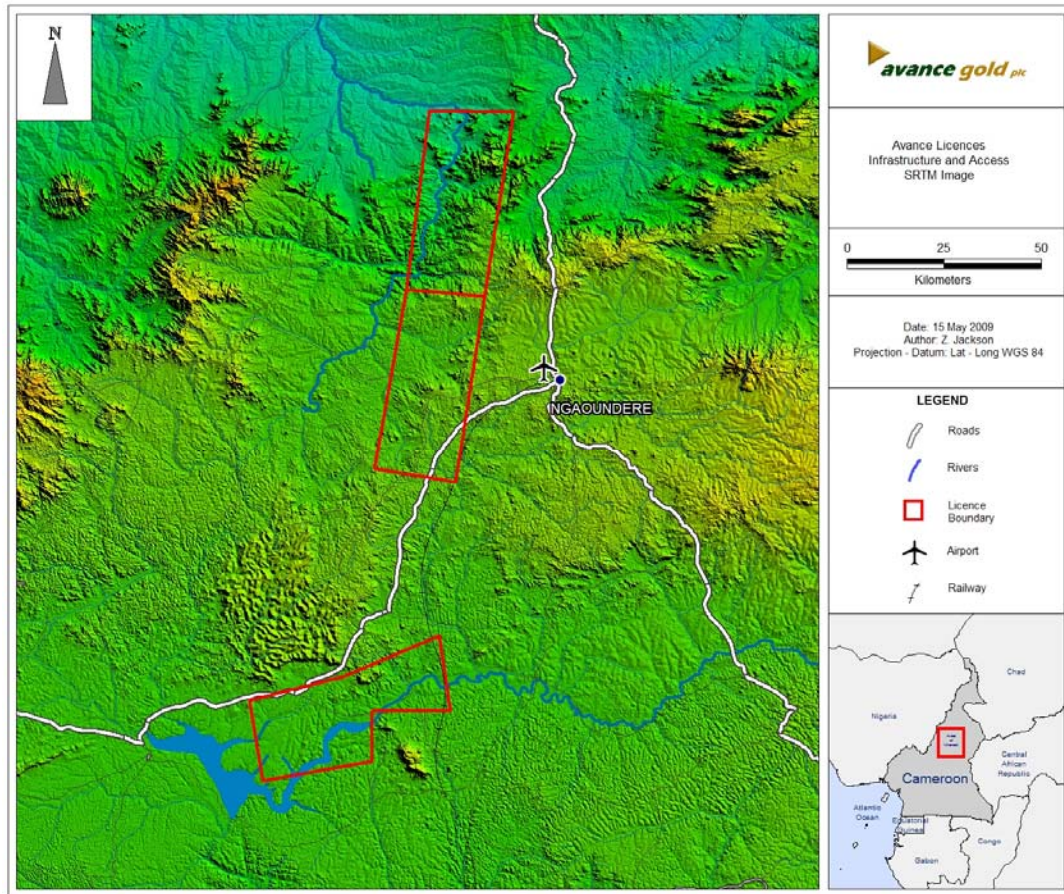 N
NGAOUNDERE
avance gold plc
Avance Licences
Infrastructure and Access
SRTM Image
0 25 50
Kilometers
Date: 15 May 2009
Author: Z. Jackson
Projection - Datum: Lat - Long WGS 84
LEGEND
Roads
Rivers
Licence
Boundary
Airport
Railway
Chad
Nigeria
Central
African
Republic
Cameroon
Atlantic
Ocean
Equatorial
Guinea
Congo
Gabon